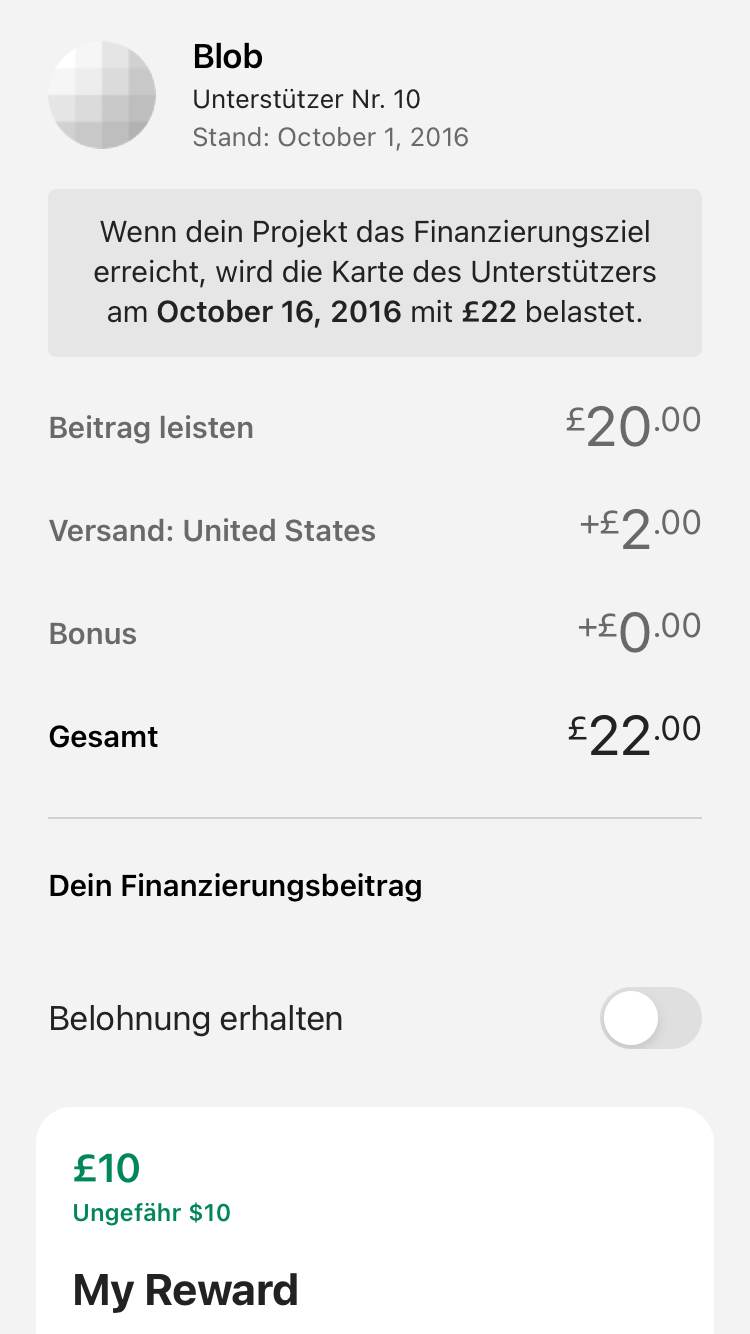 Blob
Unterstützer Nr. 10
Stand: October 1, 2016
Wenn dein Projekt das Finanzierungsziel
erreicht, wird die Karte des Unterstützers
am October 16, 2016 mit £22 belastet.
Beitrag leisten £20.00
Versand: United States +£2.00
Bonus +£0.00
Gesamt £22.00
Dein Finanzierungsbeitrag
Belohnung erhalten
£10
Ungefähr $10
My Reward